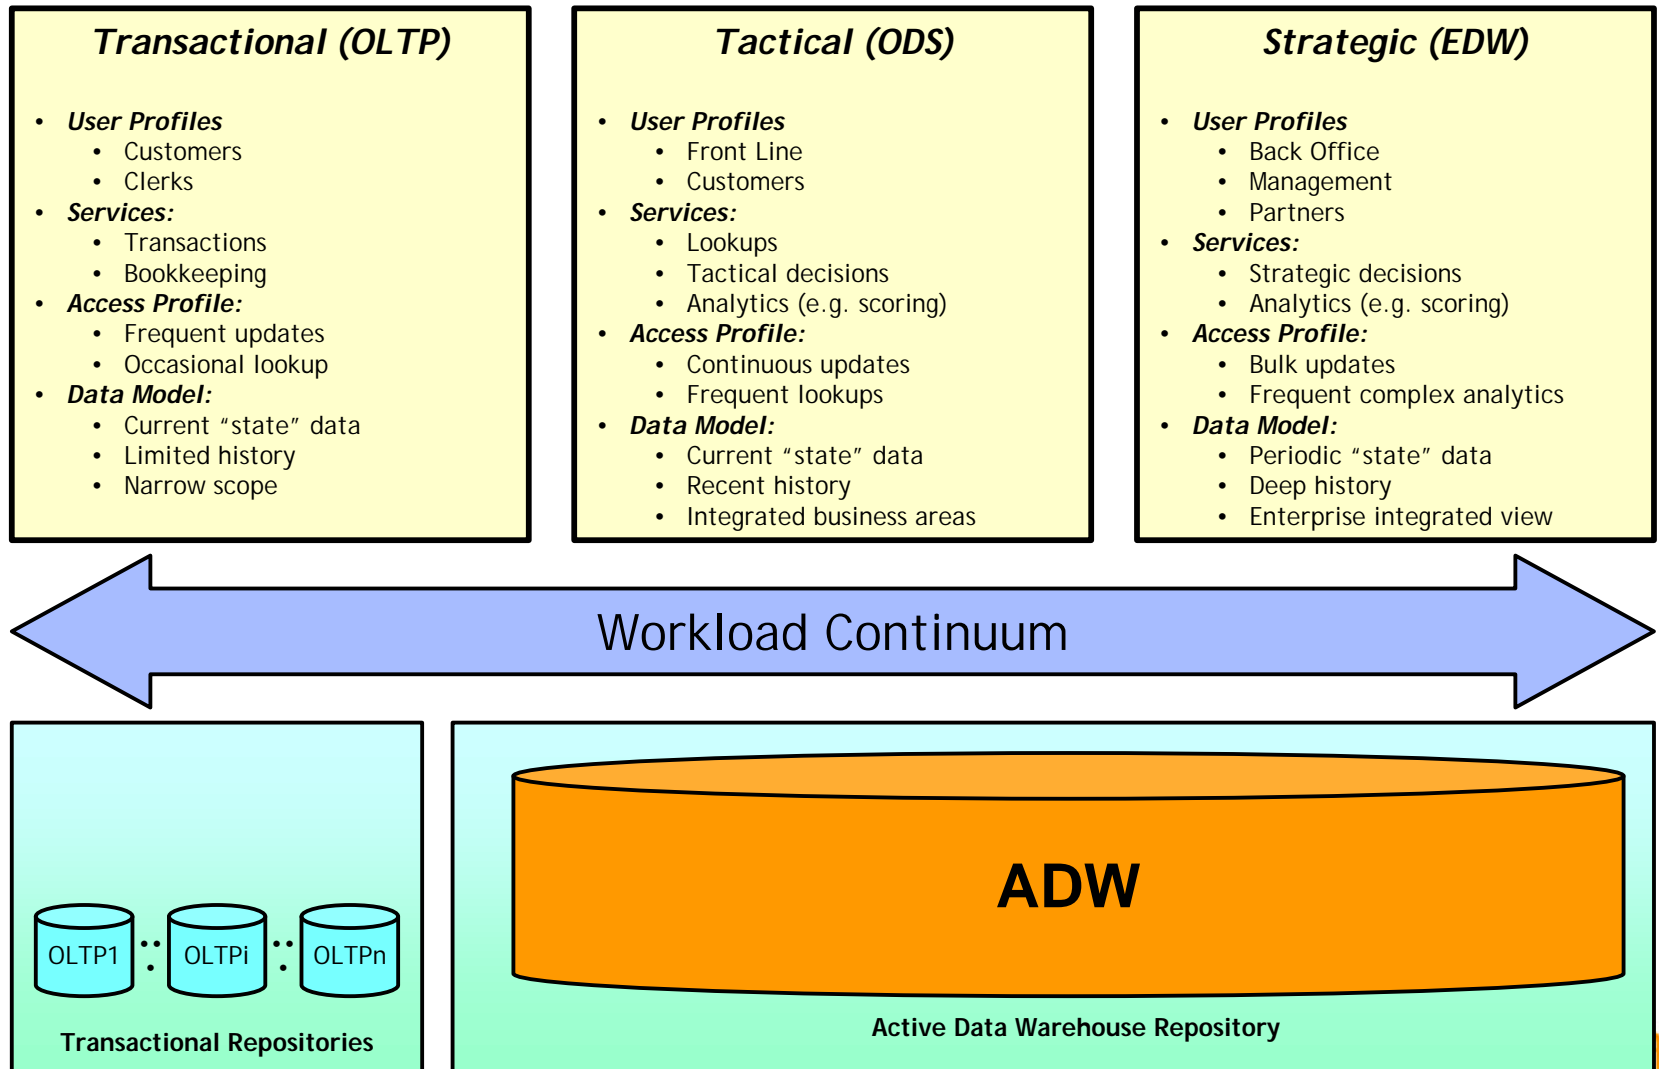 Transactional (OLTP)
• User Profiles
• Customers
• Clerks
• Services:
• Transactions
• Bookkeeping
• Access Profile:
• Frequent updates
• Occasional lookup
• Data Model:
• Current “state” data
• Limited history
• Narrow scope
Tactical (ODS)
• User Profiles
• Front Line
• Customers
• Services:
• Lookups
• Tactical decisions
• Analytics (e.g. scoring)
• Access Profile:
• Continuous updates
• Frequent lookups
• Data Model:
• Current “state” data
• Recent history
• Integrated business areas
Strategic (EDW)
• User Profiles
• Back Office
• Management
• Partners
• Services:
• Strategic decisions
• Analytics (e.g. scoring)
• Access Profile:
• Bulk updates
• Frequent complex analytics
• Data Model:
• Periodic “state” data
• Deep history
• Enterprise integrated view
Workload Continuum
OLTP1
OLTPi
OLTPn
Transactional Repositories
ADW
Active Data Warehouse Repository